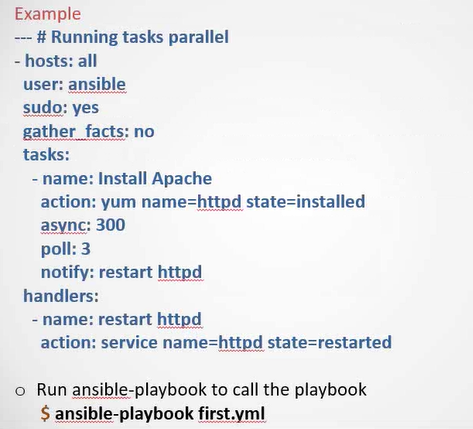 Example
--- # Running tasks parallel
- hosts: all
user: ansible
sudo: yes
gather_facts: no
tasks:
- name: Install Apache
action: yum name=httpd state=installed
async: 300
poll: 3
notify: restart httpd
handlers:
- name: restart httpd
action: service name=httpd state=restarted
o Run ansible-playbook to call the playbook
$ ansible-playbook first.yml